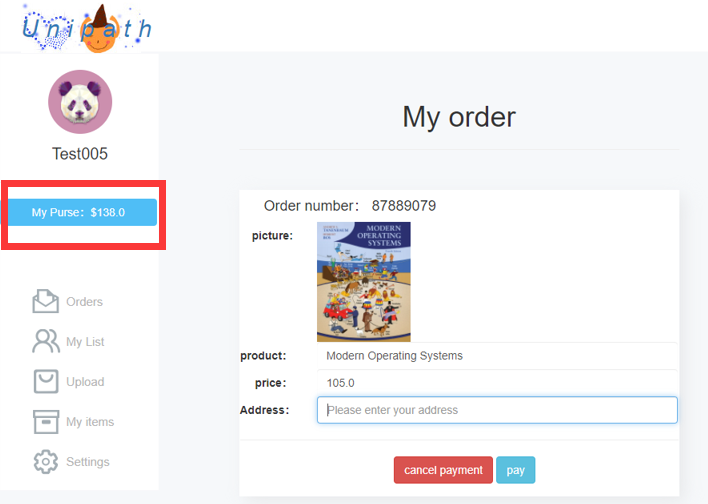 Unipath
Test005
My Purse: $138.0
Orders
My List
Upload
My items
Settings
My order
Order number: 87889079
picture:
MODERN
OPERATING
SYSTEMS
product: Modern Operating Systems
price: 105.0
Address: Please enter your address
cancel payment pay